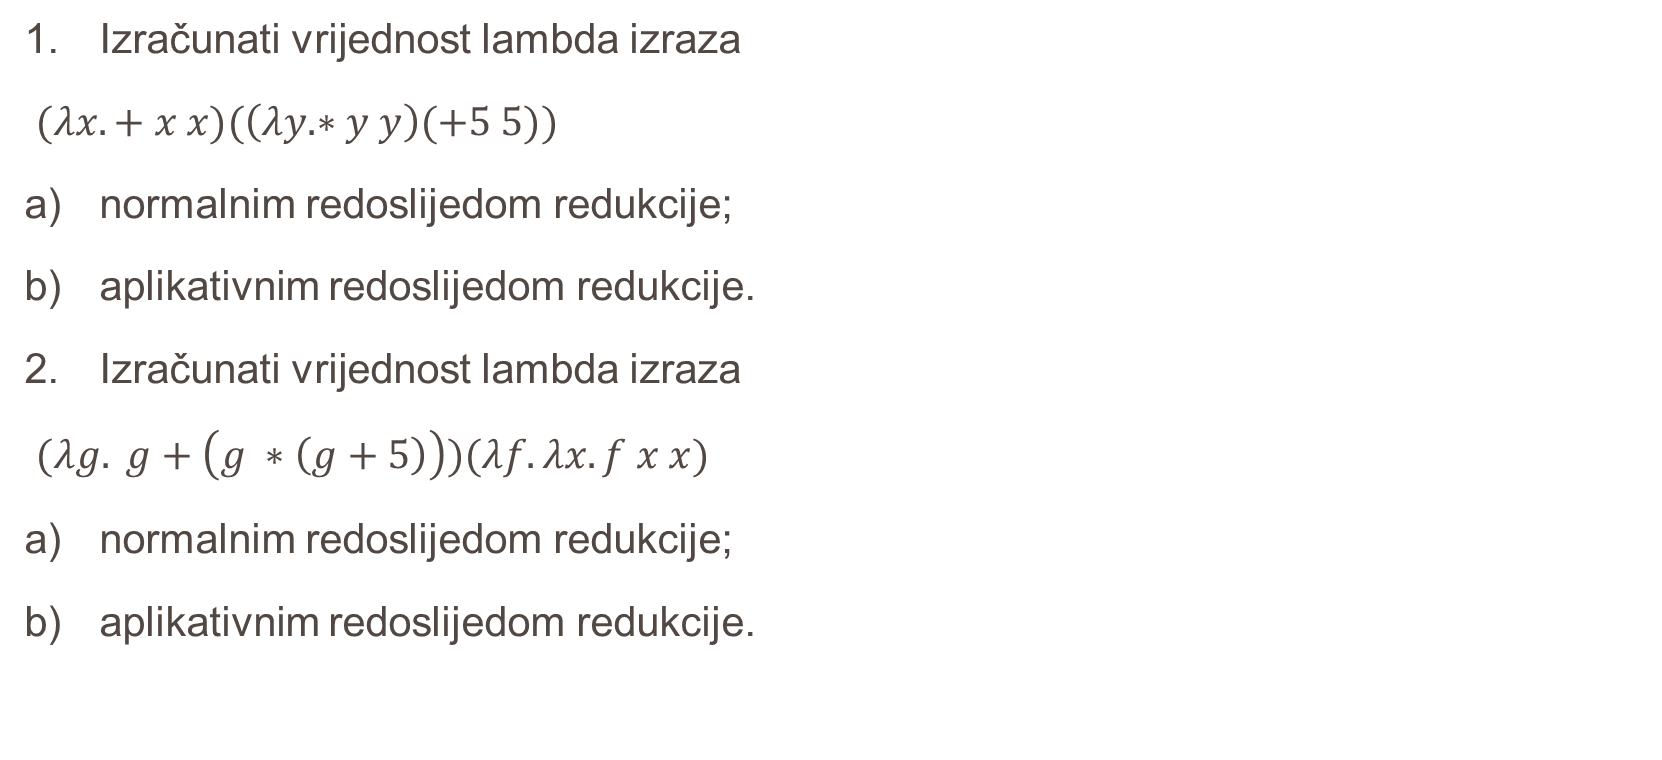 1. Izračunati vrijednost lambda izraza
(λx. + x x)((λy.∗ y y)(+5 5))
a) normalnim redoslijedom redukcije;
b) aplikativnim redoslijedom redukcije.
2. Izračunati vrijednost lambda izraza
(λg. g + (g ∗ (g + 5)))(λf. λx. f x x)
a) normalnim redoslijedom redukcije;
b) aplikativnim redoslijedom redukcije.